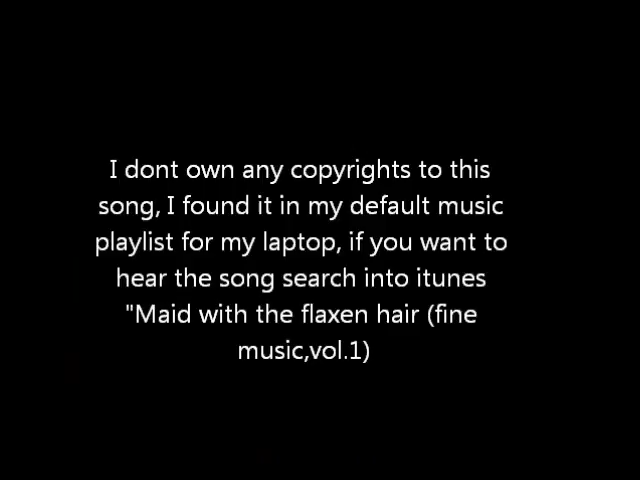 I dont own any copyrights to this
song, I found it in my default music
playlist for my laptop, if you want to
hear the song search into itunes
"Maid with the flaxen hair (fine
music,vol.1)